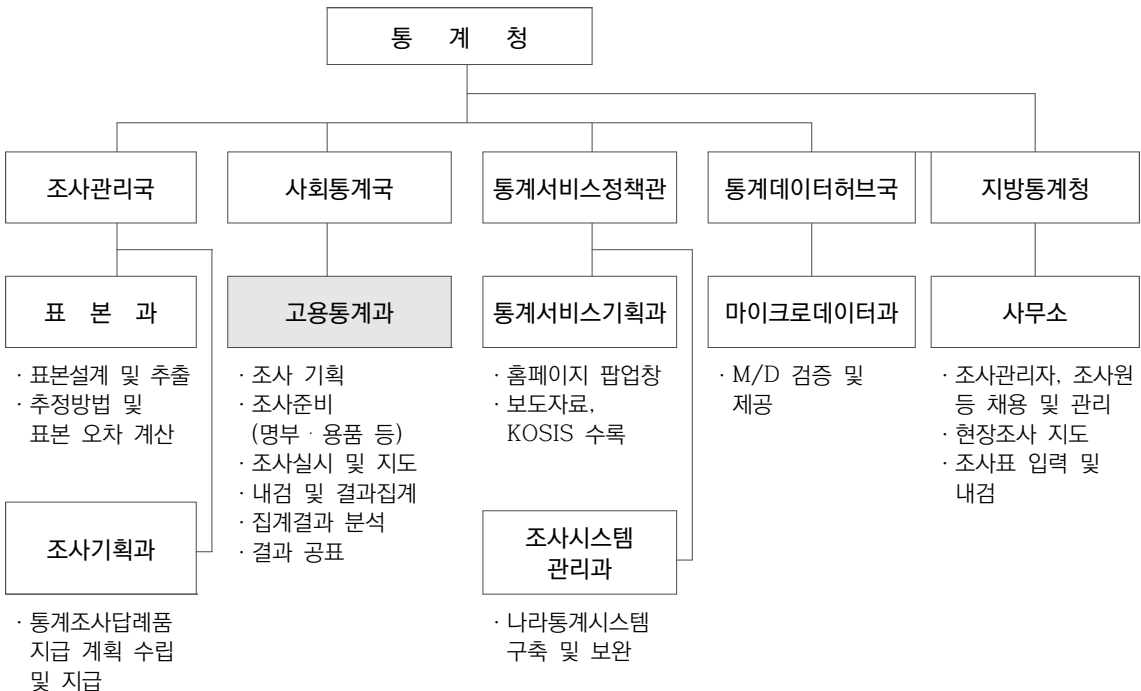 통 계 청
조사관리국
사회통계국
통계서비스정책관
통계데이터허브국
지방통계청
표 본 과
고용통계과
통계서비스기획과
마이크로데이터과
사무소
· 표본설계 및 추출
· 추정방법 및
표본 오차 계산
· 조사 기획
· 조사준비
(명부 · 용품 등)
· 조사실시 및 지도
· 내검 및 결과집계
· 집계결과 분석
· 결과 공표
· 홈페이지 팝업창
· 보도자료,
KOSIS 수록
· M/D 검증 및
제공
· 조사관리자, 조사원
등 채용 및 관리
· 현장조사 지도
· 조사표 입력 및
내검
조사기획과
조사시스템
관리과
· 통계조사답례품
지급 계획 수립
및 지급
· 나라통계시스템
구축 및 보완